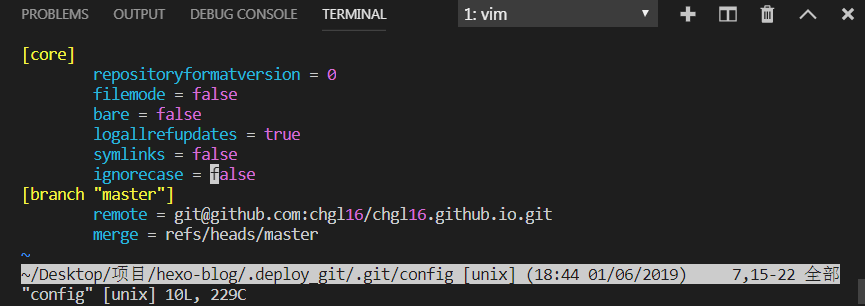 PROBLEMS OUTPUT DEBUG CONSOLE TERMINAL 1: vim
[core]
repositoryformatversion = 0
filemode = false
bare = false
logallrefupdates = true
symlinks = false
ignorecase = false
[branch "master"]
remote = git@github.com:chgl16/chgl16.github.io.git
merge = refs/heads/master
~
~/Desktop/项目/hexo-blog/.deploy_git/.git/config [unix] (18:44 01/06/2019) 7,15-22 全部
"config" [unix] 10L, 229C